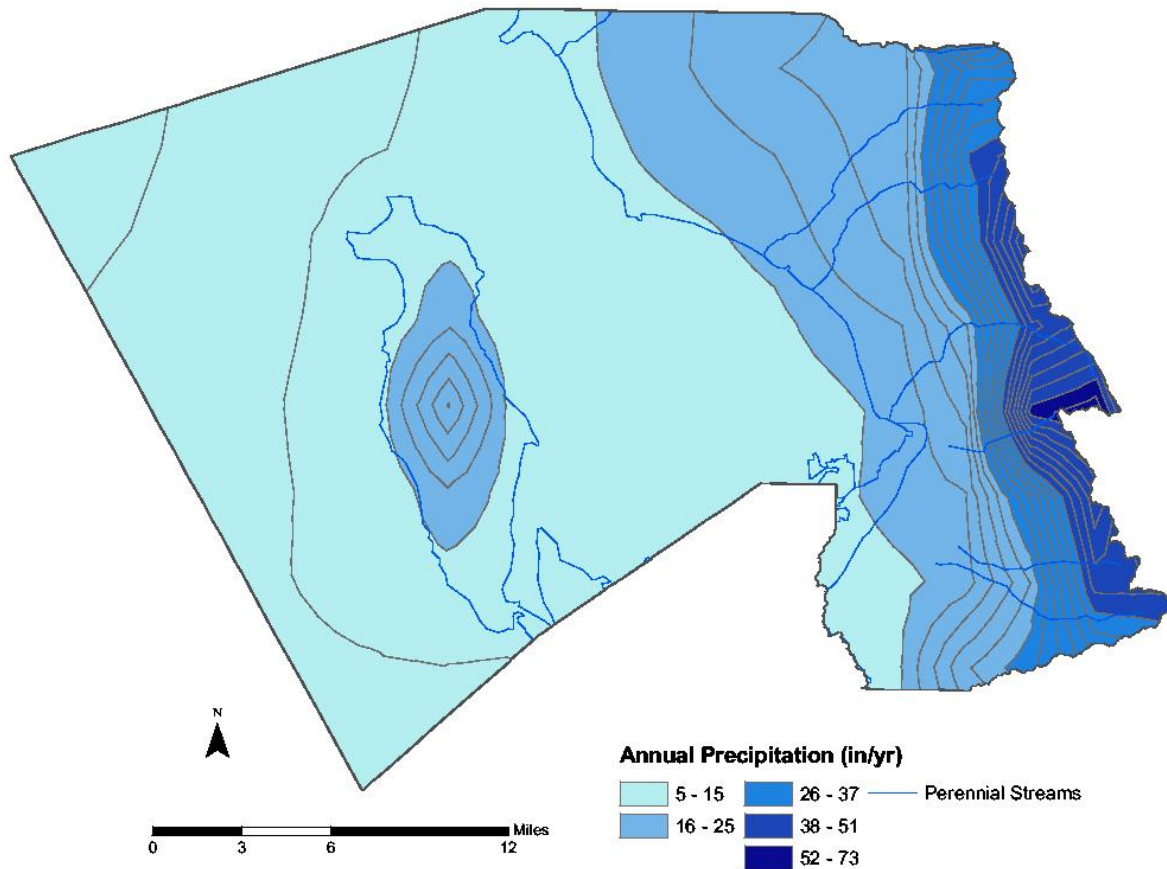 N
Miles
0 3 6 12
Annual Precipitation (in/yr)
5 - 15 26 - 37 Perennial Streams
16 - 25 38 - 51
52 - 73